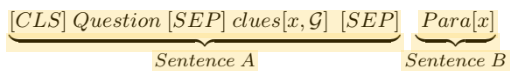 [CLS] Question [SEP] clues[x, 𝒢] [SEP] Para[x]
Sentence A Sentence B